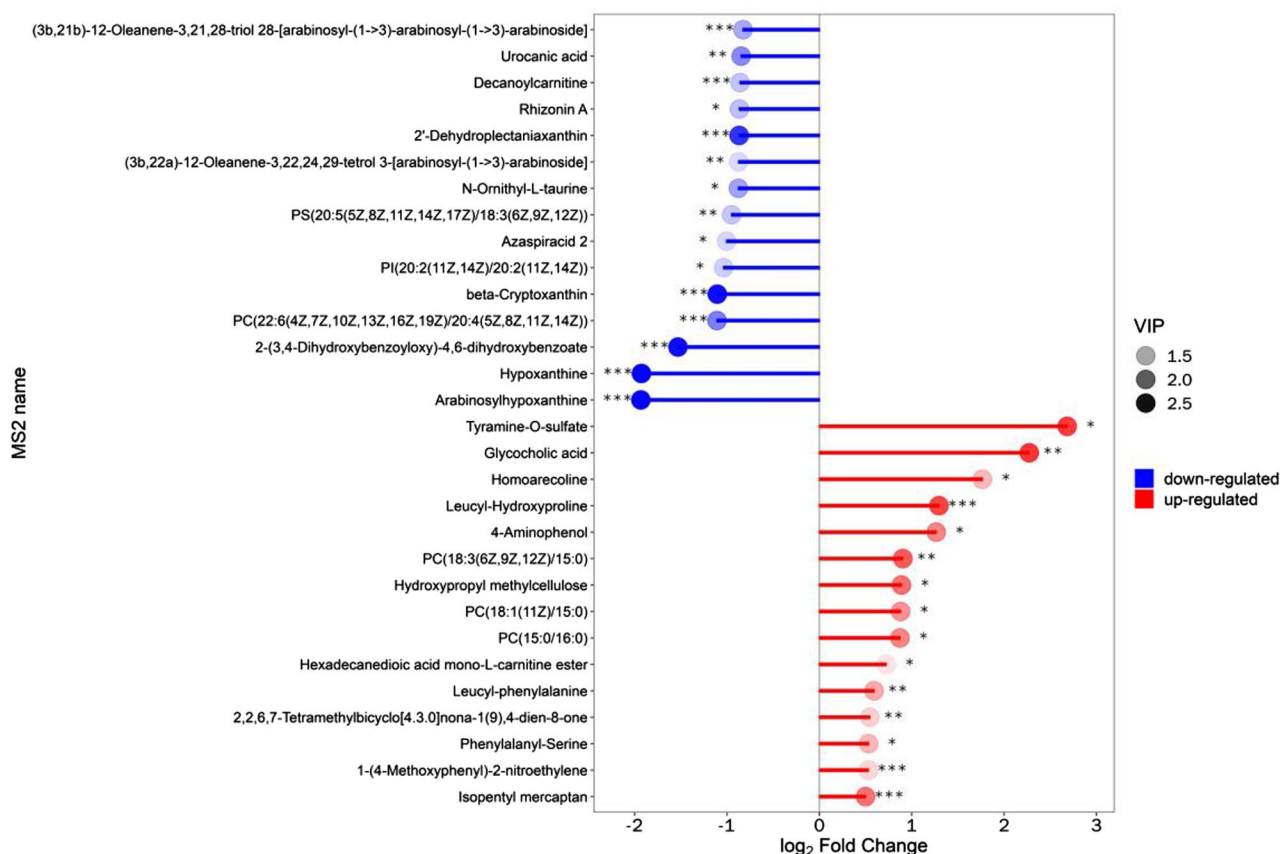 (3b,21b)-12-Oleanene-3,21,28-triol 28-[arabinosyl-(1->3)-arabinosyl-(1->3)-arabinoside] ***
Urocanic acid **
Decanoylcarnitine ***
Rhizonin A *
2'-Dehydroplectaniaxanthin ***
(3b,22a)-12-Oleanene-3,22,24,29-tetrol 3-[arabinosyl-(1->3)-arabinoside] **
N-Ornithyl-L-taurine *
PS(20:5(5Z,8Z,11Z,14Z,17Z)/18:3(6Z,9Z,12Z)) **
Azaspiracid 2 *
PI(20:2(11Z,14Z)/20:2(11Z,14Z)) *
beta-Cryptoxanthin ***
PC(22:6(4Z,7Z,10Z,13Z,16Z,19Z)/20:4(5Z,8Z,11Z,14Z)) ***
2-(3,4-Dihydroxybenzoyloxy)-4,6-dihydroxybenzoate ***
Hypoxanthine ***
Arabinosylhypoxanthine ***
Tyramine-O-sulfate *
Glycocholic acid **
Homoarecoline *
Leucyl-Hydroxyproline ***
4-Aminophenol *
PC(18:3(6Z,9Z,12Z)/15:0) **
Hydroxypropyl methylcellulose *
PC(18:1(11Z)/15:0) *
PC(15:0/16:0) *
Hexadecanedioic acid mono-L-carnitine ester *
Leucyl-phenylalanine **
2,2,6,7-Tetramethylbicyclo[4.3.0]nona-1(9),4-dien-8-one **
Phenylalanyl-Serine *
1-(4-Methoxyphenyl)-2-nitroethylene ***
Isopentyl mercaptan ***
MS2 name
-2 -1 0 1 2 3
log2 Fold Change
VIP
1.5
2.0
2.5
down-regulated
up-regulated